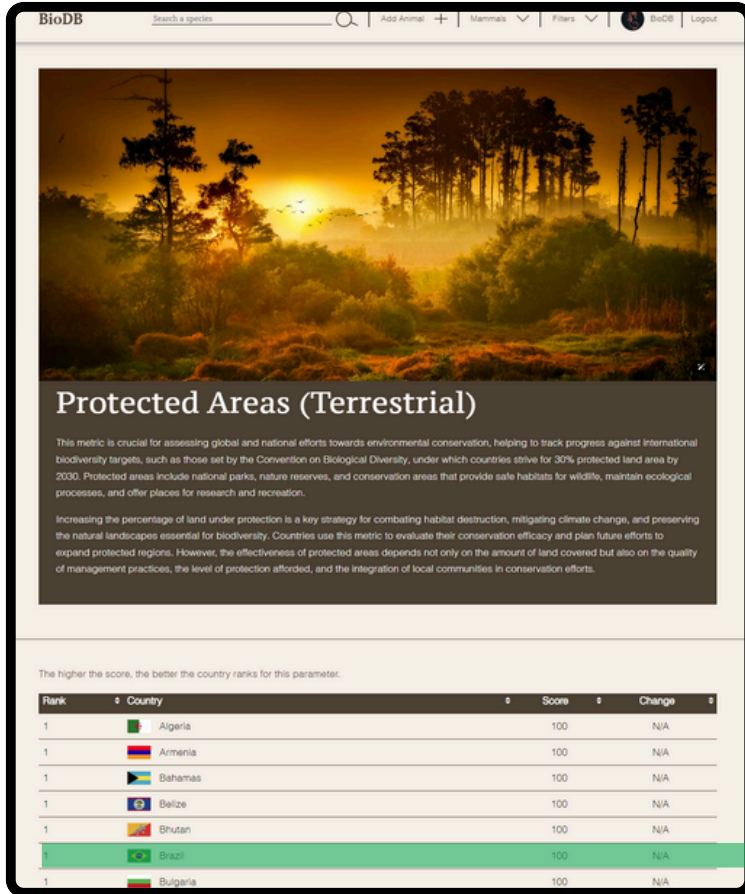 BioDB Search a species Add Animal Mammals Filters BioDB Logout
Protected Areas (Terrestrial)
This metric is crucial for assessing global and national efforts towards environmental conservation, helping to track progress against international
biodiversity targets, such as those set by the Convention on Biological Diversity, under which countries strive for 30% protected land area by
2030. Protected areas include national parks, nature reserves, and conservation areas that provide safe habitats for wildlife, maintain ecological
processes, and offer places for research and recreation.
Increasing the percentage of land under protection is a key strategy for combating habitat destruction, mitigating climate change, and preserving
the natural landscapes essential for biodiversity. Countries use this metric to evaluate their conservation efficacy and plan future efforts to
expand protected regions. However, the effectiveness of protected areas depends not only on the amount of land covered but also on the quality
of management practices, the level of protection afforded, and the integration of local communities in conservation efforts.
The higher the score, the better the country ranks for this parameter.
Rank Country Score Change
1 Algeria 100 N/A
1 Armenia 100 N/A
1 Bahamas 100 N/A
1 Belize 100 N/A
1 Bhutan 100 N/A
1 Brazil 100 N/A
1 Bulgaria 100 N/A